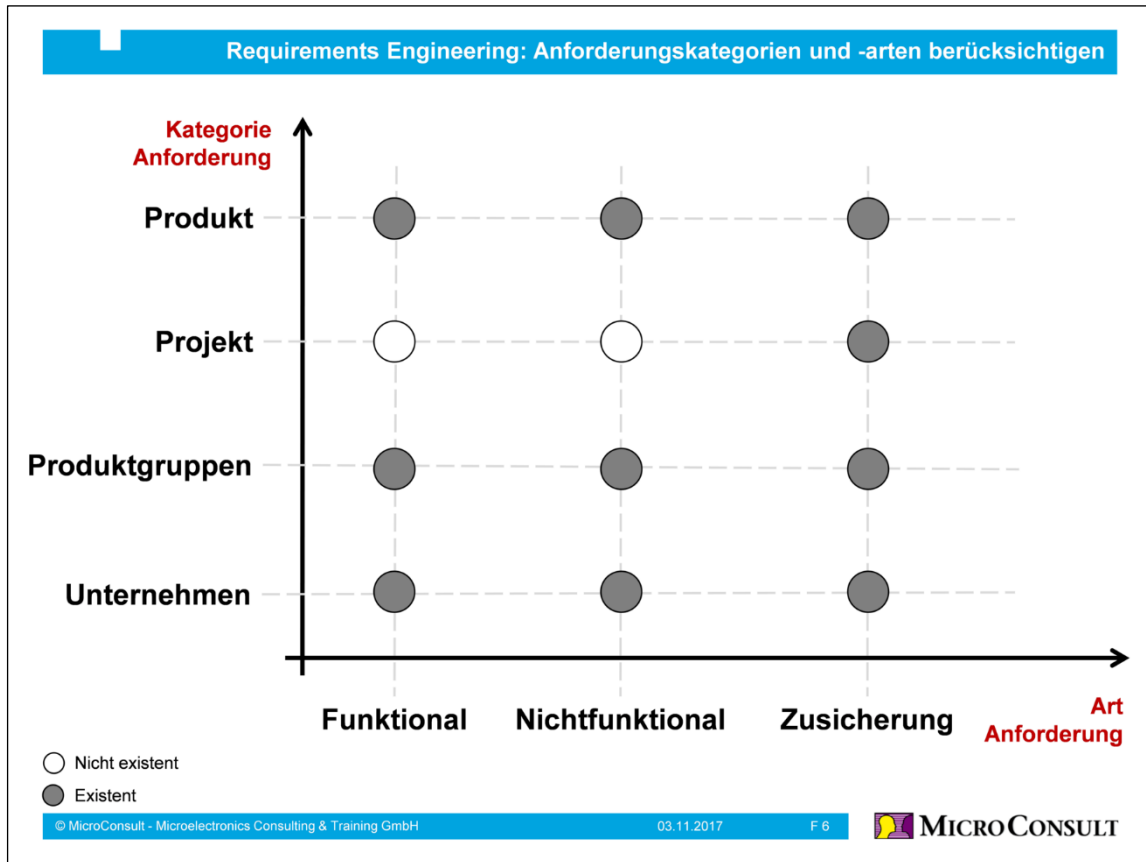 Requirements Engineering: Anforderungskategorien und -arten berücksichtigen
Kategorie
Anforderung
Produkt
Projekt
Produktgruppen
Unternehmen
Funktional
Nichtfunktional
Zusicherung
Art
Anforderung
Nicht existent
Existent
© MicroConsult - Microelectronics Consulting & Training GmbH
03.11.2017
F 6
MICROCONSULT